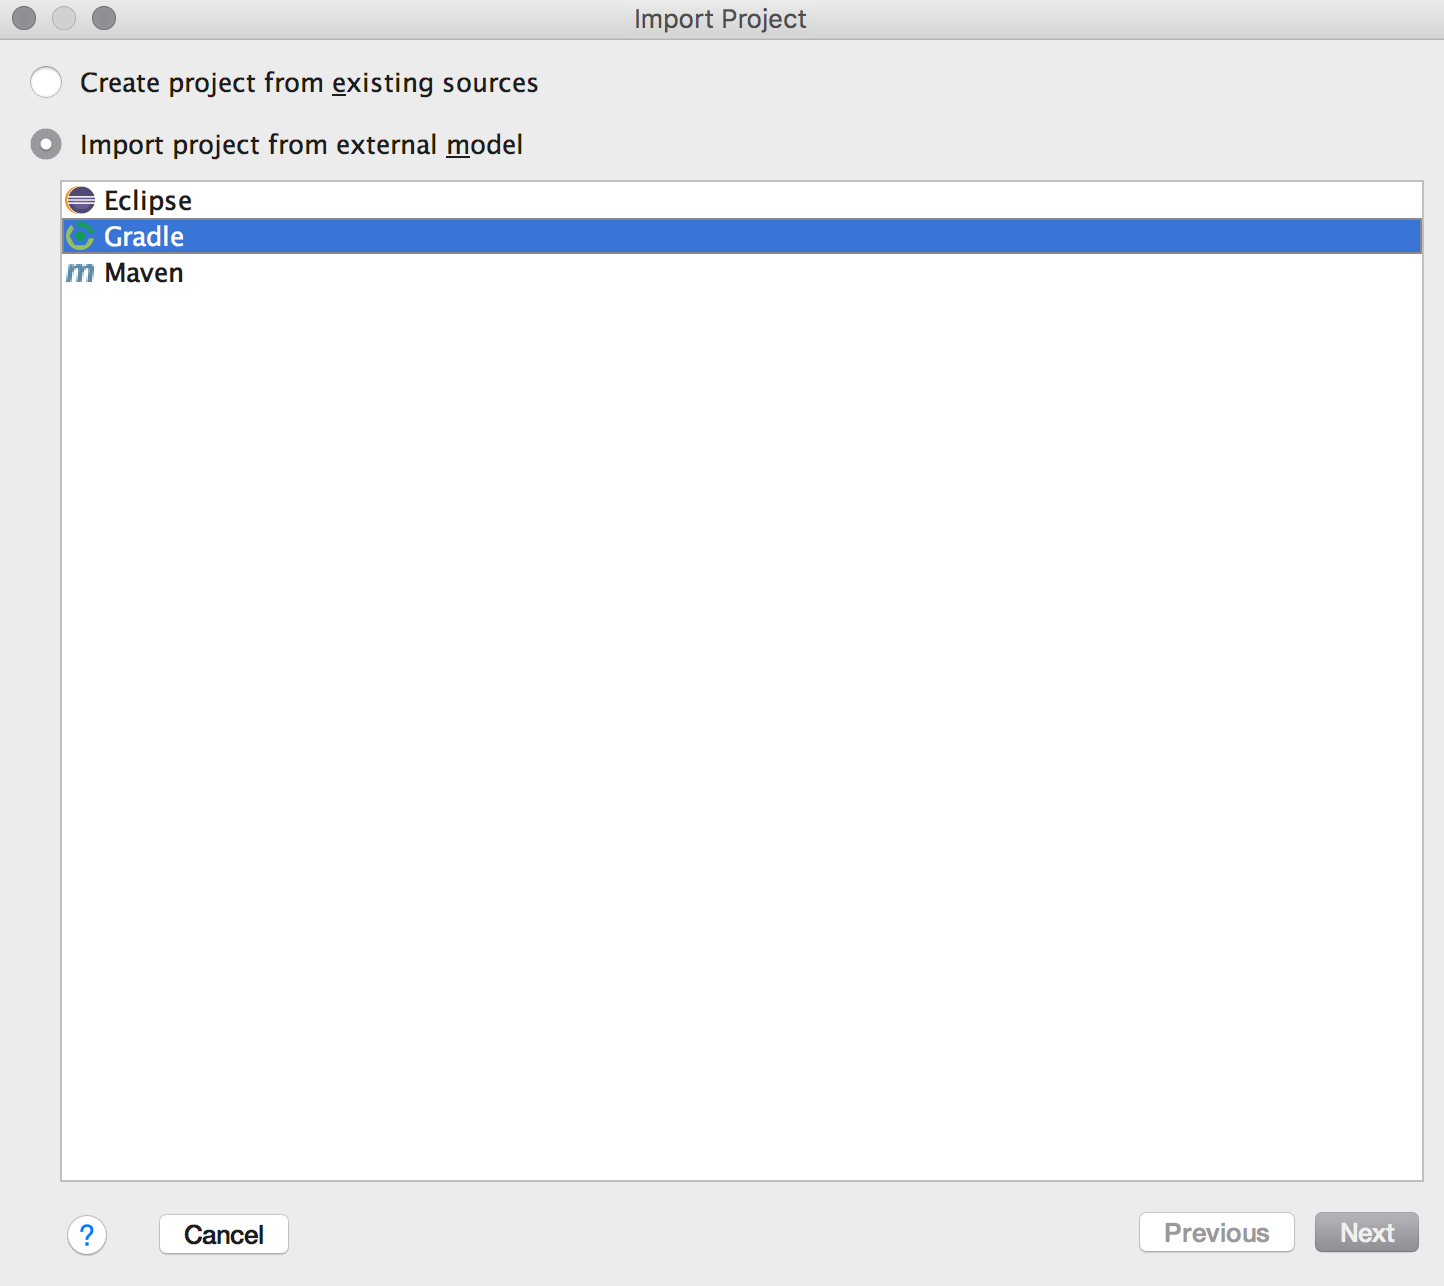 Import Project
Create project from existing sources
Import project from external model
Eclipse
Gradle
m Maven
? Cancel Previous Next